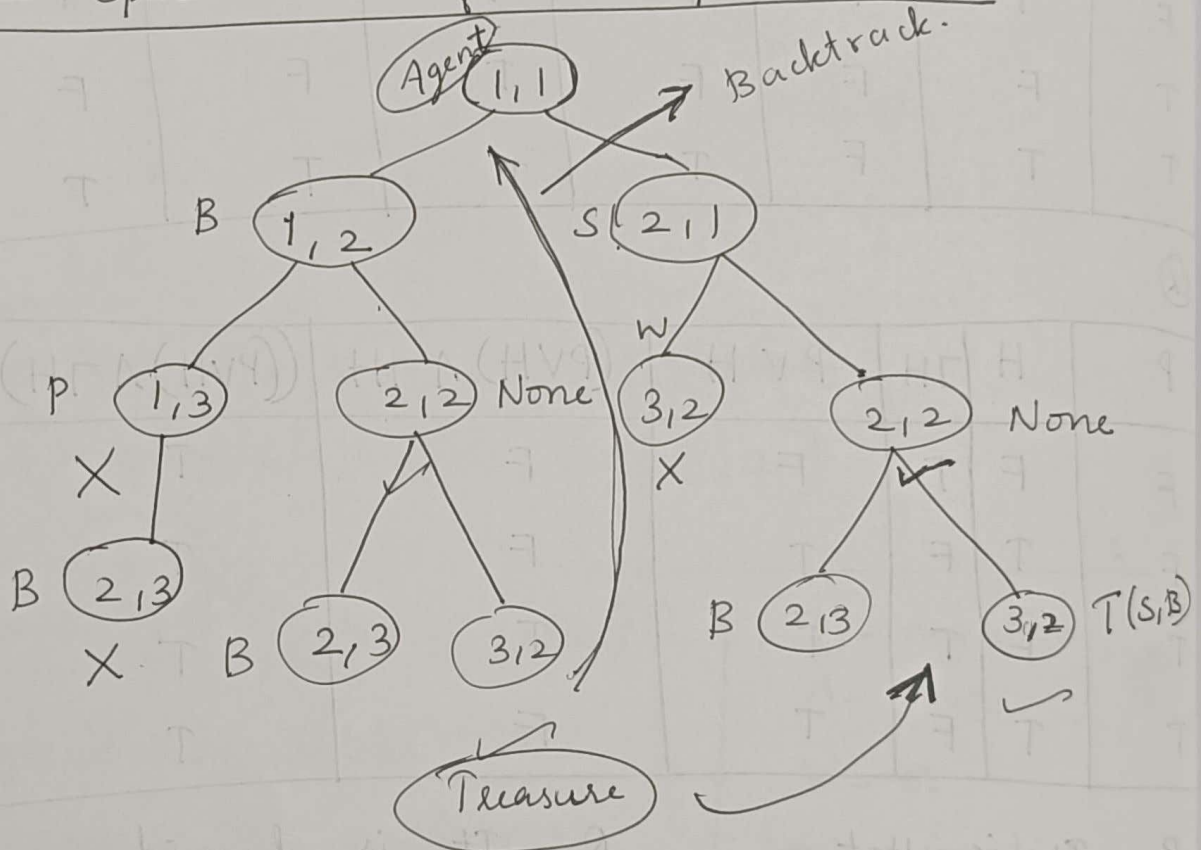 Agent
1,1
Backtrack.
B
1,2
S
2,1
W
P
1,3
2,2
None
3,2
2,2
None
X
X
B
2,3
B
2,3
3,2
B
2,3
3,2
T(S,B)
X
Treasure